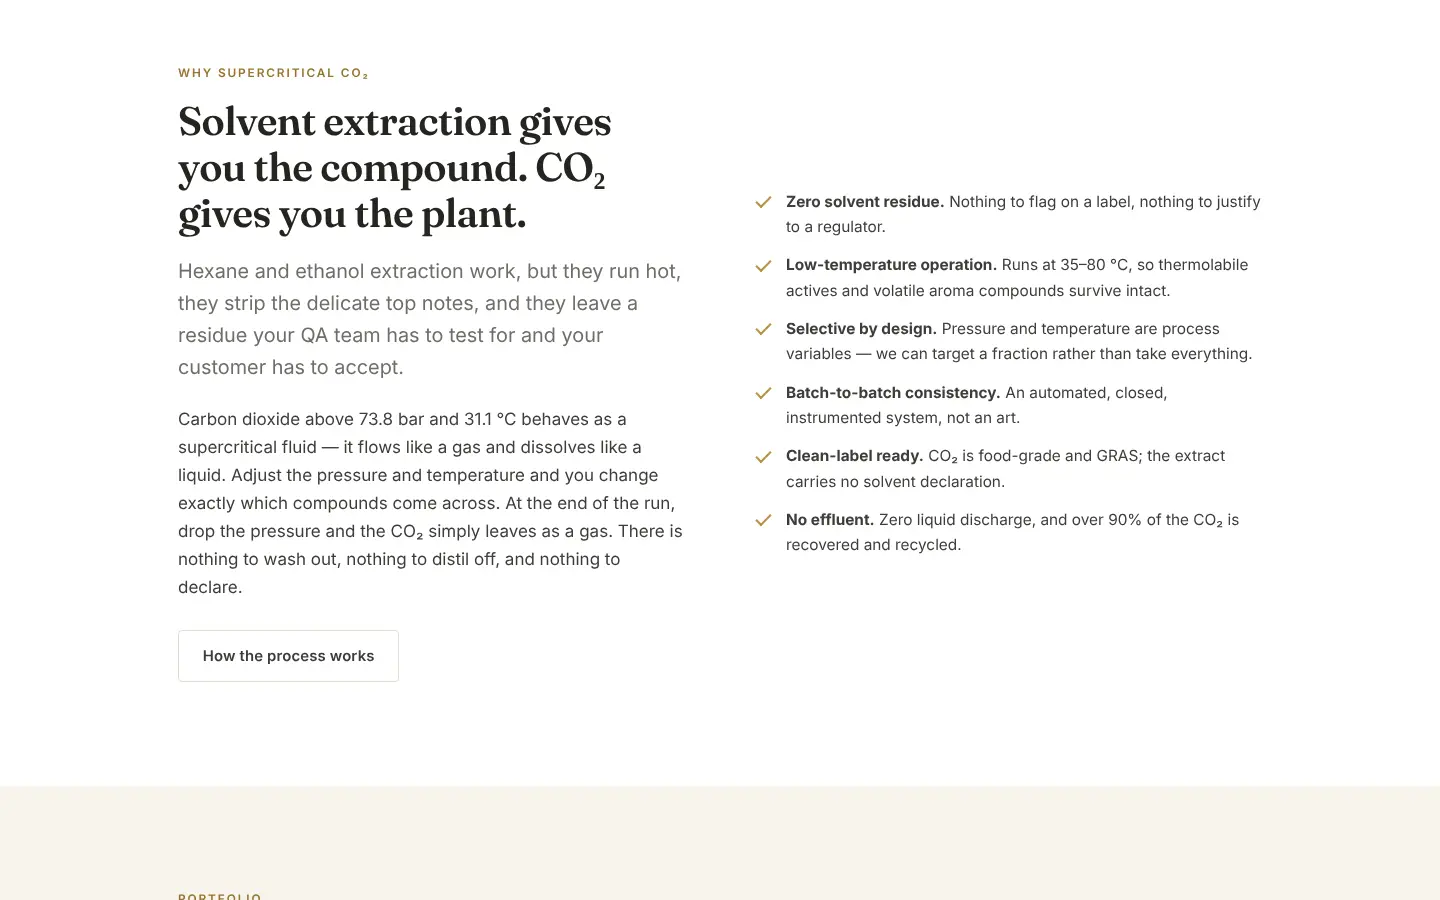 WHY SUPERCRITICAL CO₂
Solvent extraction gives
you the compound. CO₂
gives you the plant.
Hexane and ethanol extraction work, but they run hot,
they strip the delicate top notes, and they leave a
residue your QA team has to test for and your
customer has to accept.
Carbon dioxide above 73.8 bar and 31.1 °C behaves as a
supercritical fluid — it flows like a gas and dissolves like a
liquid. Adjust the pressure and temperature and you change
exactly which compounds come across. At the end of the run,
drop the pressure and the CO₂ simply leaves as a gas. There is
nothing to wash out, nothing to distil off, and nothing to
declare.
How the process works
Zero solvent residue. Nothing to flag on a label, nothing to justify
to a regulator.
Low-temperature operation. Runs at 35–80 °C, so thermolabile
actives and volatile aroma compounds survive intact.
Selective by design. Pressure and temperature are process
variables — we can target a fraction rather than take everything.
Batch-to-batch consistency. An automated, closed,
instrumented system, not an art.
Clean-label ready. CO₂ is food-grade and GRAS; the extract
carries no solvent declaration.
No effluent. Zero liquid discharge, and over 90% of the CO₂ is
recovered and recycled.
PORTFOLIO